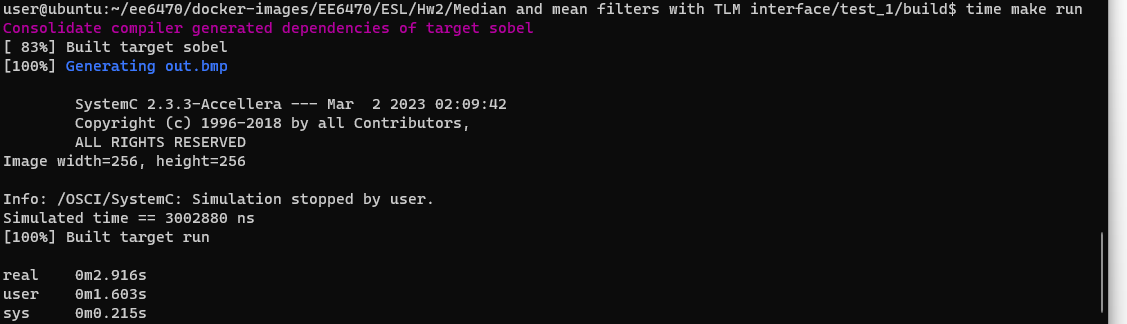 user@ubuntu:~/ee6470/docker-images/EE6470/ESL/Hw2/Median and mean filters with TLM interface/test_1/build$ time make run
Consolidate compiler generated dependencies of target sobel
[ 83%] Built target sobel
[100%] Generating out.bmp
SystemC 2.3.3-Accellera --- Mar  2 2023 02:09:42
Copyright (c) 1996-2018 by all Contributors,
ALL RIGHTS RESERVED
Image width=256, height=256
Info: /OSCI/SystemC: Simulation stopped by user.
Simulated time == 3002880 ns
[100%] Built target run
real    0m2.916s
user    0m1.603s
sys     0m0.215s